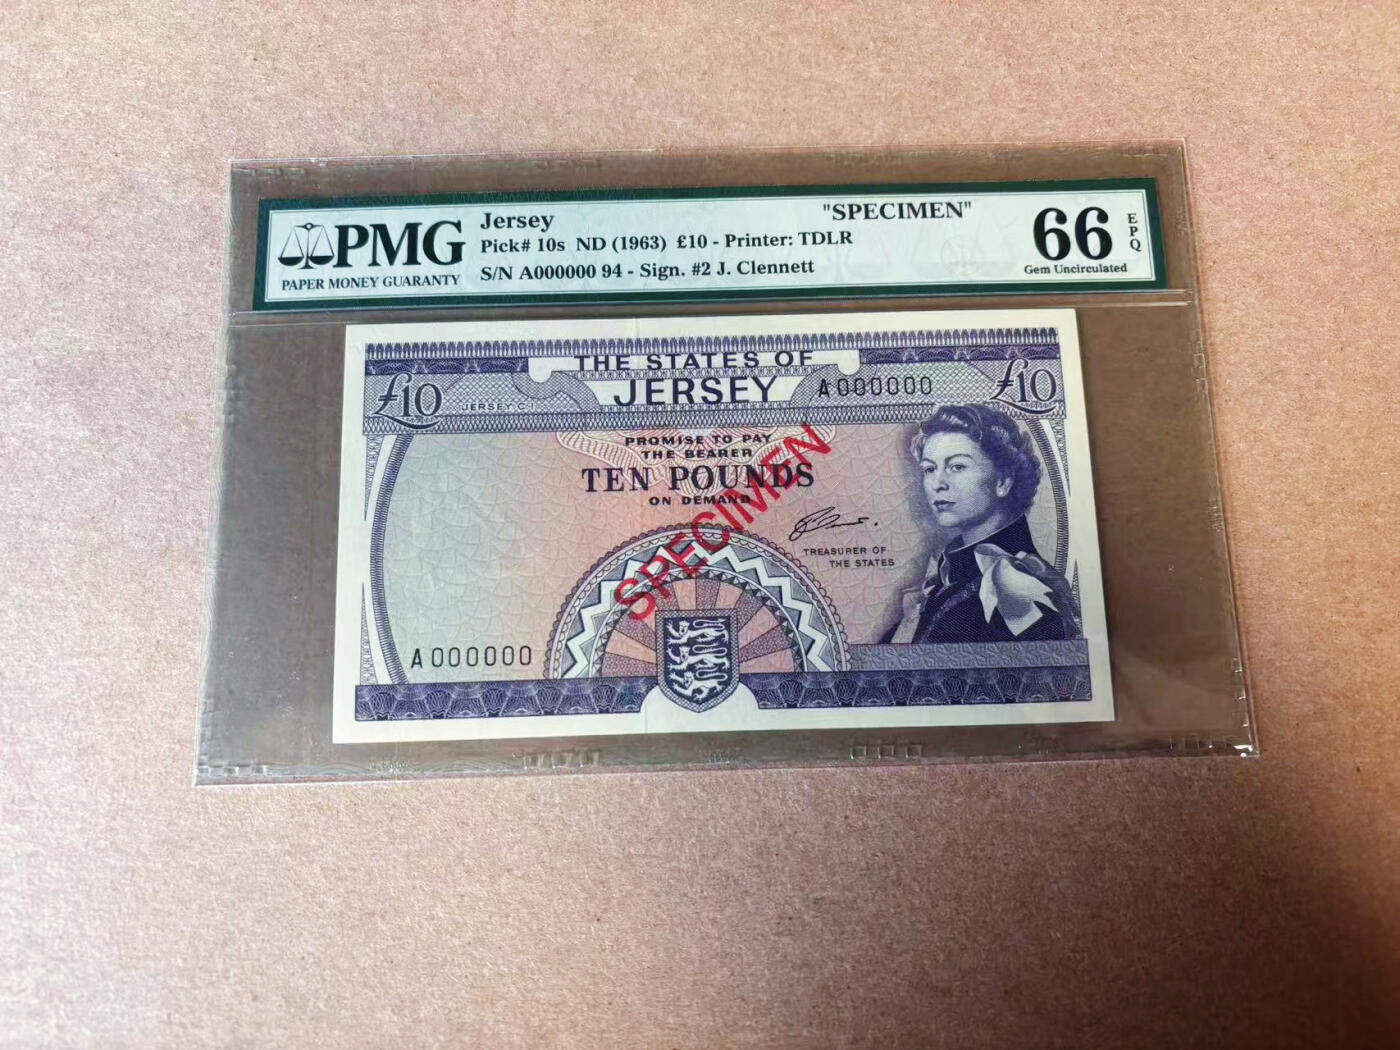 PMG
PAPER MONEY GUARANTY
Jersey
"SPECIMEN"
Pick# 10s ND (1963) £10 - Printer: TDLR
S/N A000000 94 - Sign. #2 J. Clennett
66
EPQ
Gem Uncirculated
THE STATES OF
JERSEY
£10
JERSEY C.I.
A000000
£10
PROMISE TO PAY
THE BEARER
TEN POUNDS
ON DEMAND
SPECIMEN
TREASURER OF
THE STATES
A000000